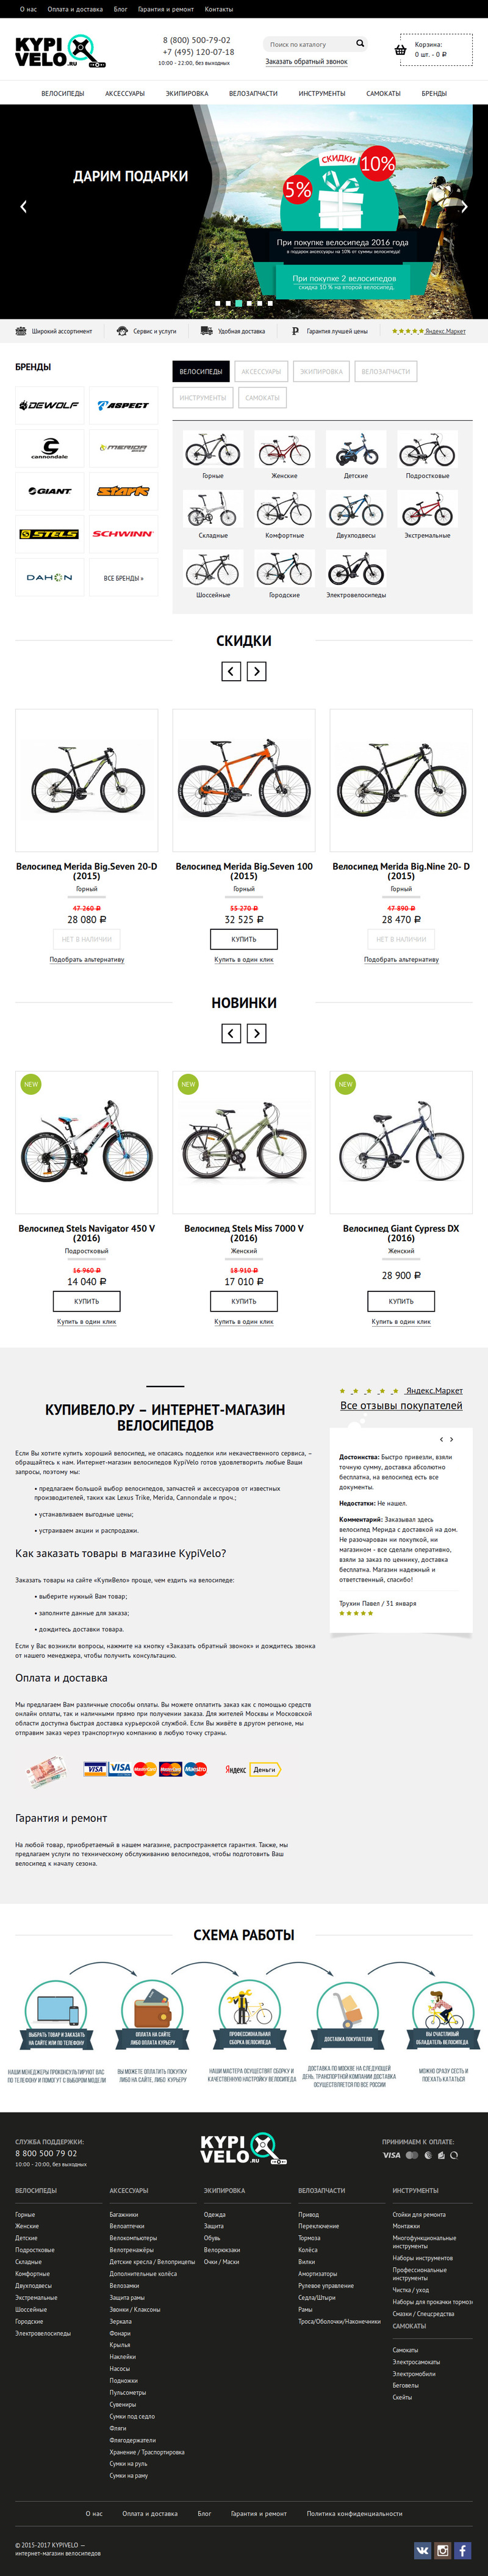 О нас Оплата и доставка Блог Гарантия и ремонт Контакты
KYPI VELO.RU
8 (800) 500-79-02
+7 (495) 120-07-18
10:00 - 22:00, без выходных
Поиск по каталогу
Заказать обратный звонок
Корзина:
0 шт. - 0 ₽
ВЕЛОСИПЕДЫ АКСЕССУАРЫ ЭКИПИРОВКА ВЕЛОЗАПЧАСТИ ИНСТРУМЕНТЫ САМОКАТЫ БРЕНДЫ
ДАРИМ ПОДАРКИ
СКИДКИ
5% 10%
При покупке велосипеда 2016 года
в подарок аксессуары на 10% от суммы велосипеда!
При покупке 2 велосипедов
скидка 10 % на второй велосипед.
Широкий ассортимент Сервис и услуги Удобная доставка Гарантия лучшей цены Яндекс.Маркет
БРЕНДЫ
DEWOLF ASPECT
cannondale MERIDA
GIANT STARK
STELS SCHWINN
DAHON ВСЕ БРЕНДЫ »
ВЕЛОСИПЕДЫ АКСЕССУАРЫ ЭКИПИРОВКА ВЕЛОЗАПЧАСТИ
ИНСТРУМЕНТЫ САМОКАТЫ
Горные Женские Детские Подростковые
Складные Комфортные Двухподвесы Экстремальные
Шоссейные Городские Электровелосипеды
СКИДКИ
Велосипед Merida Big.Seven 20-D (2015)
Горный
47 260 ₽
28 080 ₽
НЕТ В НАЛИЧИИ
Подобрать альтернативу
Велосипед Merida Big.Seven 100 (2015)
Горный
55 270 ₽
32 525 ₽
КУПИТЬ
Купить в один клик
Велосипед Merida Big.Nine 20- D (2015)
Горный
47 890 ₽
28 470 ₽
НЕТ В НАЛИЧИИ
Подобрать альтернативу
НОВИНКИ
NEW
Велосипед Stels Navigator 450 V (2016)
Подростковый
16 960 ₽
14 040 ₽
КУПИТЬ
Купить в один клик
NEW
Велосипед Stels Miss 7000 V (2016)
Женский
18 910 ₽
17 010 ₽
КУПИТЬ
Купить в один клик
NEW
Велосипед Giant Cypress DX (2016)
Женский
28 900 ₽
КУПИТЬ
Купить в один клик
КУПИВЕЛО.РУ – ИНТЕРНЕТ-МАГАЗИН
ВЕЛОСИПЕДОВ
Если Вы хотите купить хороший велосипед, не опасаясь подделки или некачественного сервиса, –
обращайтесь к нам. Интернет-магазин велосипедов KypiVelo готов удовлетворить любые Ваши
запросы, поэтому мы:
• предлагаем большой выбор велосипедов, запчастей и аксессуаров от известных
производителей, таких как Lexus Trike, Merida, Cannondale и проч.;
• устанавливаем выгодные цены;
• устраиваем акции и распродажи.
Как заказать товары в магазине KypiVelo?
Заказать товары на сайте «КупиВело» проще, чем ездить на велосипеде:
• выберите нужный Вам товар;
• заполните данные для заказа;
• дождитесь доставки товара.
Если у Вас возникли вопросы, нажмите на кнопку «Заказать обратный звонок» и дождитесь звонка
от нашего менеджера, чтобы получить консультацию.
Оплата и доставка
Мы предлагаем Вам различные способы оплаты. Вы можете оплатить заказ как с помощью средств
онлайн оплаты, так и наличными прямо при получении заказа. Для жителей Москвы и Московской
области доступна быстрая доставка курьерской службой. Если Вы живёте в другом регионе, мы
отправим заказ через транспортную компанию в любую точку страны.
VISA VISA MasterCard MasterCard Maestro Яндекс Деньги
Гарантия и ремонт
На любой товар, приобретаемый в нашем магазине, распространяется гарантия. Также, мы
предлагаем услуги по техническому обслуживанию велосипедов, чтобы подготовить Ваш
велосипед к началу сезона.
Яндекс.Маркет
Все отзывы покупателей
Достоинства: Быстро привезли, взяли
точную сумму, доставка абсолютно
бесплатна, на велосипед есть все
документы.
Недостатки: Не нашел.
Комментарий: Заказывал здесь
велосипед Мерида с доставкой на дом.
Не разочарован ни покупкой, ни
магазином - все сделали оперативно,
взяли за заказ по ценнику, доставка
бесплатна. Магазин надежный и
ответственный, спасибо!
Трухин Павел / 31 января
СХЕМА РАБОТЫ
ВЫБРАТЬ ТОВАР И ЗАКАЗАТЬ
НА САЙТЕ ИЛИ ПО ТЕЛЕФОНУ
ОПЛАТА НА САЙТЕ
ЛИБО ОПЛАТА КУРЬЕРУ
ПРОФЕССИОНАЛЬНАЯ
СБОРКА ВЕЛОСИПЕДА
ДОСТАВКА ПОКУПАТЕЛЮ
ВЫ СЧАСТЛИВЫЙ
ОБЛАДАТЕЛЬ ВЕЛОСИПЕДА
НАШИ МЕНЕДЖЕРЫ ПРОКОНСУЛЬТИРУЮТ ВАС
ПО ТЕЛЕФОНУ И ПОМОГУТ С ВЫБОРОМ МОДЕЛИ
ВЫ МОЖЕТЕ ОПЛАТИТЬ ПОКУПКУ
ЛИБО НА САЙТЕ, ЛИБО КУРЬЕРУ
НАШИ МАСТЕРА ОСУЩЕСТВЯТ СБОРКУ И
КАЧЕСТВЕННУЮ НАСТРОЙКУ ВЕЛОСИПЕДА
ДОСТАВКА ПО МОСКВЕ НА СЛЕДУЮЩИЙ
ДЕНЬ, ТРАНСПОРТНОЙ КОМПАНИИ ДОСТАВКА
ОСУЩЕСТВЛЯЕТСЯ ПО ВСЕ РОССИИ
МОЖНО СРАЗУ СЕСТЬ И
ПОЕХАТЬ КАТАТЬСЯ
СЛУЖБА ПОДДЕРЖКИ:
8 800 500 79 02
10:00 - 20:00, без выходных
KYPI VELO.RU
ПРИНИМАЕМ К ОПЛАТЕ:
VISA
ВЕЛОСИПЕДЫ
Горные
Женские
Детские
Подростковые
Складные
Комфортные
Двухподвесы
Экстремальные
Шоссейные
Городские
Электровелосипеды
АКСЕССУАРЫ
Багажники
Велоаптечки
Велокомпьютеры
Велотренажёры
Детские кресла / Велоприцепы
Дополнительные колёса
Велозамки
Защита рамы
Звонки / Клаксоны
Зеркала
Фонари
Крылья
Наклейки
Насосы
Подножки
Пульсометры
Сувениры
Сумки под седло
Фляги
Флягодержатели
Хранение / Траспортировка
Сумки на руль
Сумки на раму
ЭКИПИРОВКА
Одежда
Защита
Обувь
Велорюкзаки
Очки / Маски
ВЕЛОЗАПЧАСТИ
Привод
Переключение
Тормоза
Колёса
Вилки
Амортизаторы
Рулевое управление
Седла/Штыри
Рамы
Троса/Оболочки/Наконечники
ИНСТРУМЕНТЫ
Стойки для ремонта
Монтажки
Многофункциональные
инструменты
Наборы инструментов
Профессиональные
инструменты
Чистка / уход
Наборы для прокачки тормозов
Смазки / Спецсредства
САМОКАТЫ
Самокаты
Электросамокаты
Электромобили
Беговелы
Скейты
О нас Оплата и доставка Блог Гарантия и ремонт Политика конфиденциальности
© 2015-2017 KYPIVELO —
интернет-магазин велосипедов